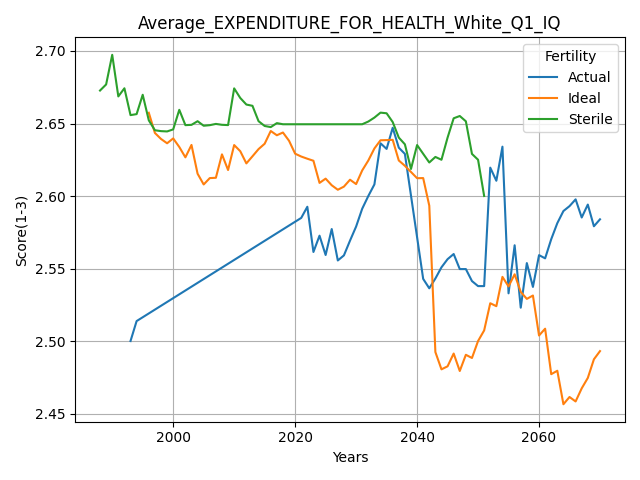 Average_EXPENDITURE_FOR_HEALTH_White_Q1_IQ
Fertility
Actual
Ideal
Sterile
Score(1-3)
2.70
2.65
2.60
2.55
2.50
2.45
2000
2020
2040
2060
Years